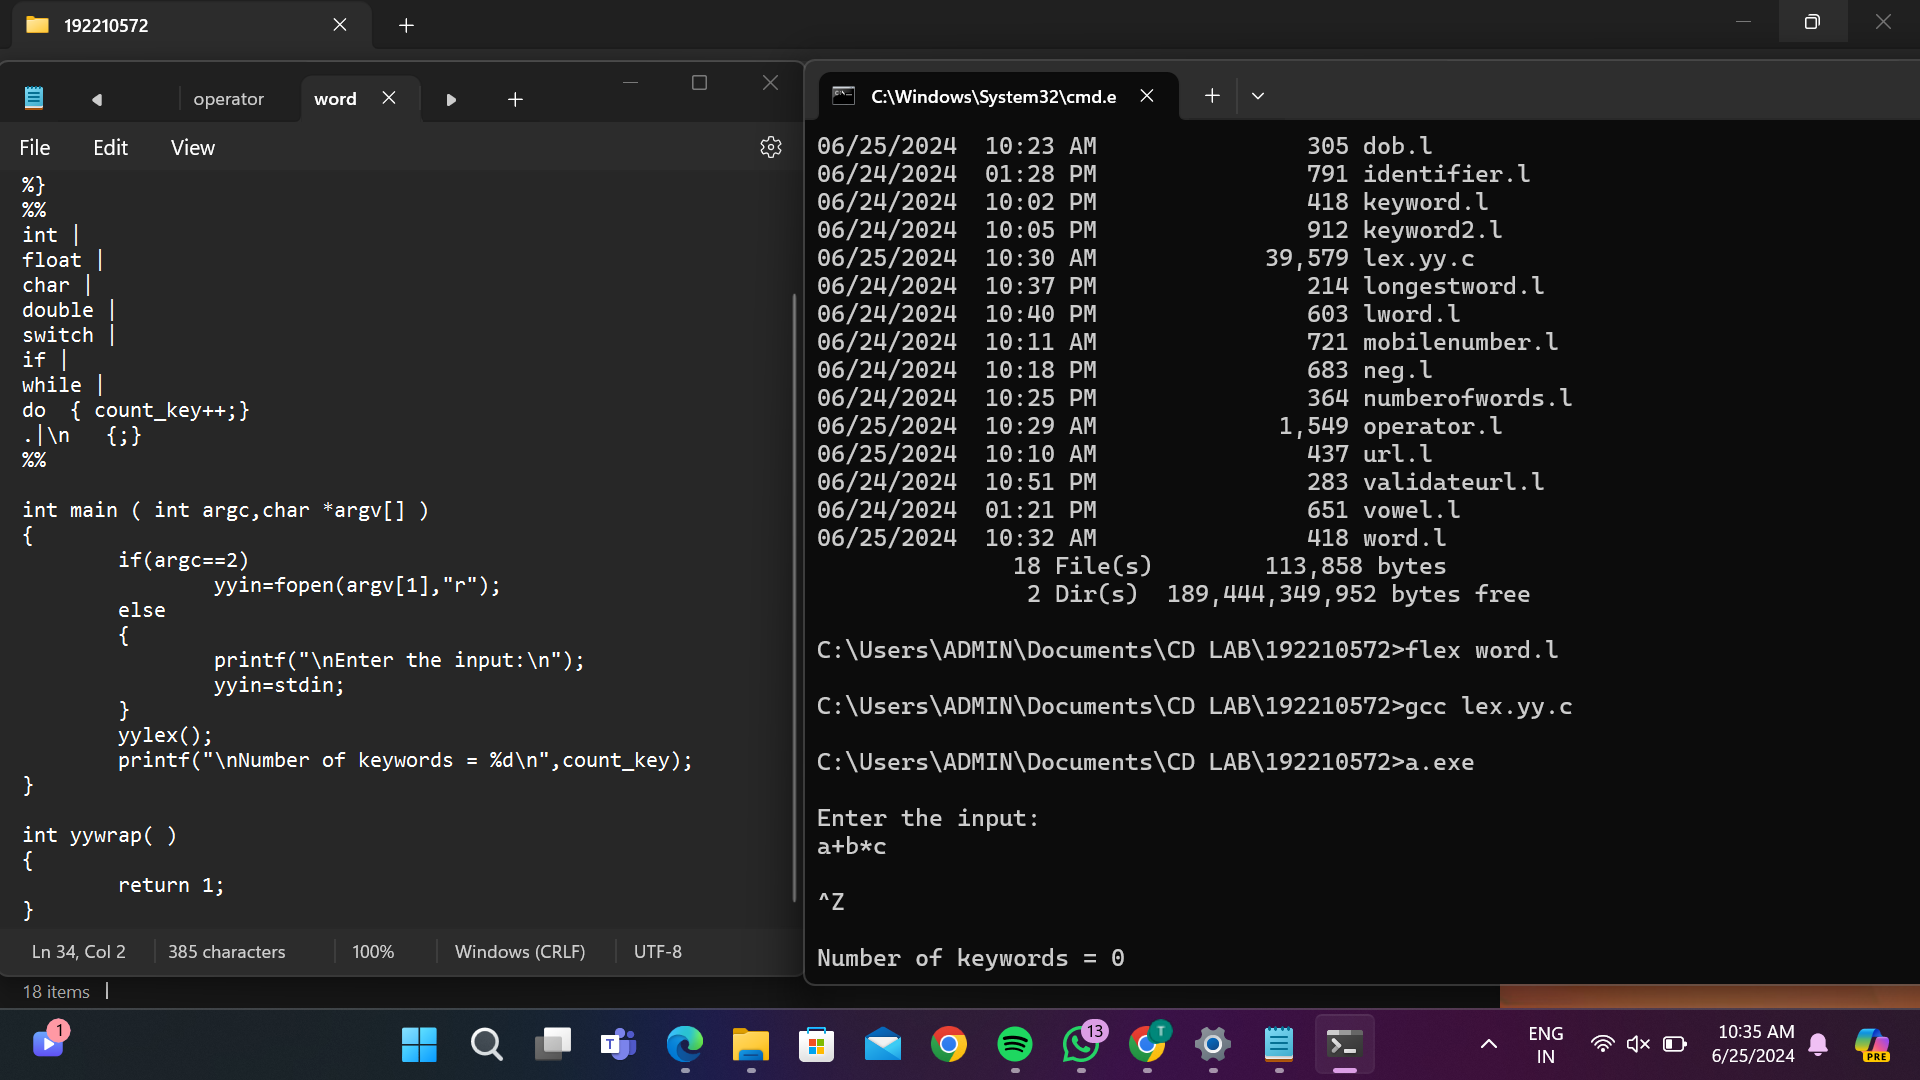 192210572
operator
word
File Edit View
%}
%%
int |
float |
char |
double |
switch |
if |
while |
do  { count_key++;}
.|\n   {;}
%%
int main ( int argc,char *argv[] )
{
        if(argc==2)
                yyin=fopen(argv[1],"r");
        else
        {
                printf("\nEnter the input:\n");
                yyin=stdin;
        }
        yylex();
        printf("\nNumber of keywords = %d\n",count_key);
}
int yywrap( )
{
        return 1;
}
Ln 34, Col 2 385 characters 100% Windows (CRLF) UTF-8
18 items
C:\Windows\System32\cmd.e
06/25/2024  10:23 AM               305 dob.l
06/24/2024  01:28 PM               791 identifier.l
06/24/2024  10:02 PM               418 keyword.l
06/24/2024  10:05 PM               912 keyword2.l
06/25/2024  10:30 AM            39,579 lex.yy.c
06/24/2024  10:37 PM               214 longestword.l
06/24/2024  10:40 PM               603 lword.l
06/24/2024  10:11 AM               721 mobilenumber.l
06/24/2024  10:18 PM               683 neg.l
06/24/2024  10:25 PM               364 numberofwords.l
06/25/2024  10:29 AM             1,549 operator.l
06/25/2024  10:10 AM               437 url.l
06/24/2024  10:51 PM               283 validateurl.l
06/24/2024  01:21 PM               651 vowel.l
06/25/2024  10:32 AM               418 word.l
              18 File(s)        113,858 bytes
               2 Dir(s)  189,444,349,952 bytes free
C:\Users\ADMIN\Documents\CD LAB\192210572>flex word.l
C:\Users\ADMIN\Documents\CD LAB\192210572>gcc lex.yy.c
C:\Users\ADMIN\Documents\CD LAB\192210572>a.exe
Enter the input:
a+b*c
^Z
Number of keywords = 0
1
T
13
T
ENG
IN
10:35 AM
6/25/2024
PRE